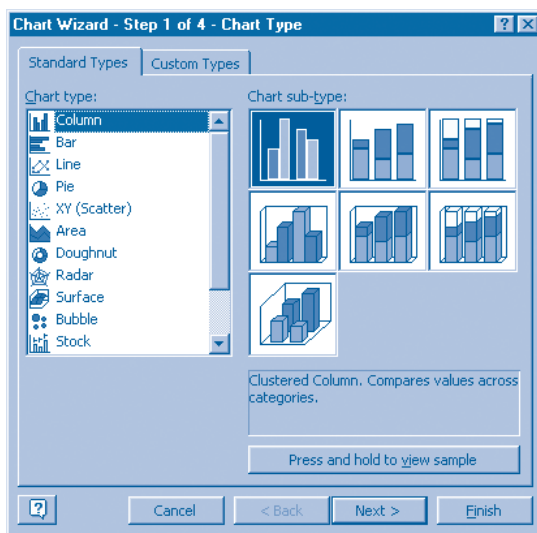 Chart Wizard - Step 1 of 4 - Chart Type
Standard Types
Custom Types
Chart type:
Column
Bar
Line
Pie
XY (Scatter)
Area
Doughnut
Radar
Surface
Bubble
Stock
Chart sub-type:
Clustered Column. Compares values across
categories.
Press and hold to view sample
Cancel
< Back
Next >
Finish